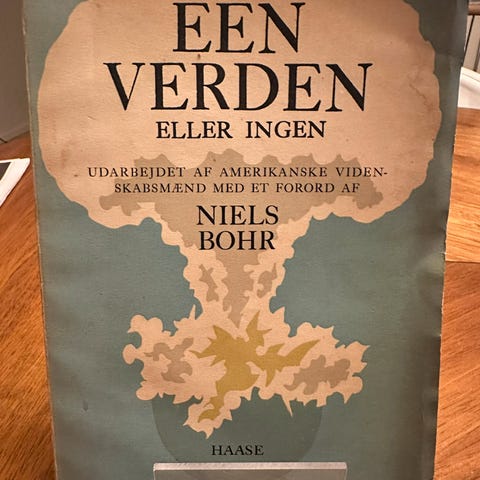 EEN
VERDEN
ELLER INGEN
UDARBEJDET AF AMERIKANSKE VIDEN-
SKABSMÆND MED ET FORORD AF
NIELS
BOHR
HAASE